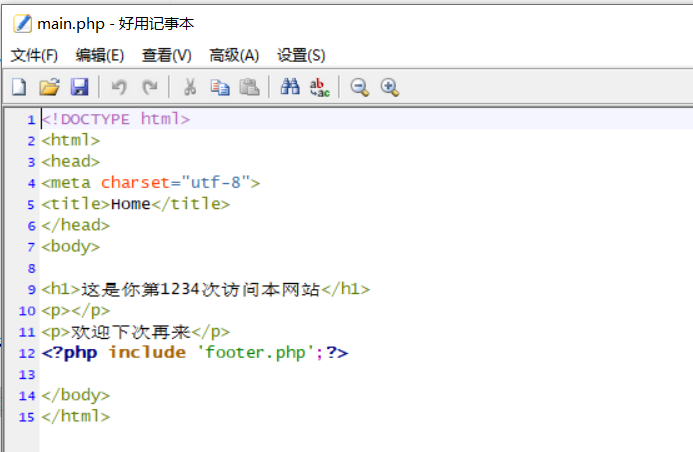 main.php - 好用记事本
文件(F) 编辑(E) 查看(V) 高级(A) 设置(S)
ab
ac
1 <!DOCTYPE html>
2 <html>
3 <head>
4 <meta charset="utf-8">
5 <title>Home</title>
6 </head>
7 <body>
8
9 <h1>这是你第1234次访问本网站</h1>
10 <p></p>
11 <p>欢迎下次再来</p>
12 <?php include 'footer.php';?>
13
14 </body>
15 </html>